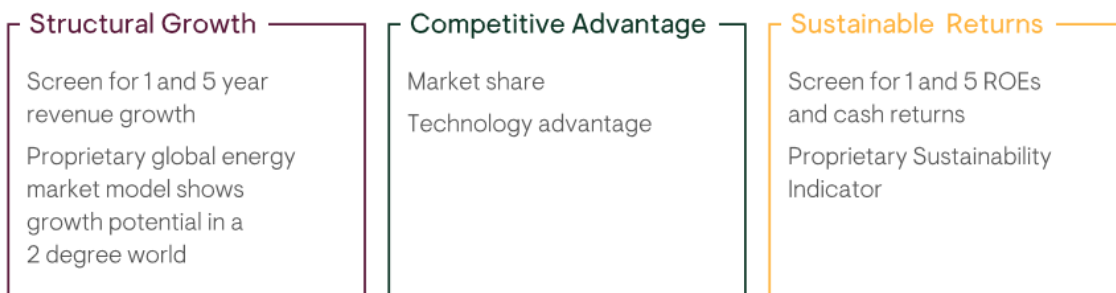 Structural Growth
Screen for 1 and 5 year
revenue growth
Proprietary global energy
market model shows
growth potential in a
2 degree world
Competitive Advantage
Market share
Technology advantage
Sustainable Returns
Screen for 1 and 5 ROEs
and cash returns
Proprietary Sustainability
Indicator